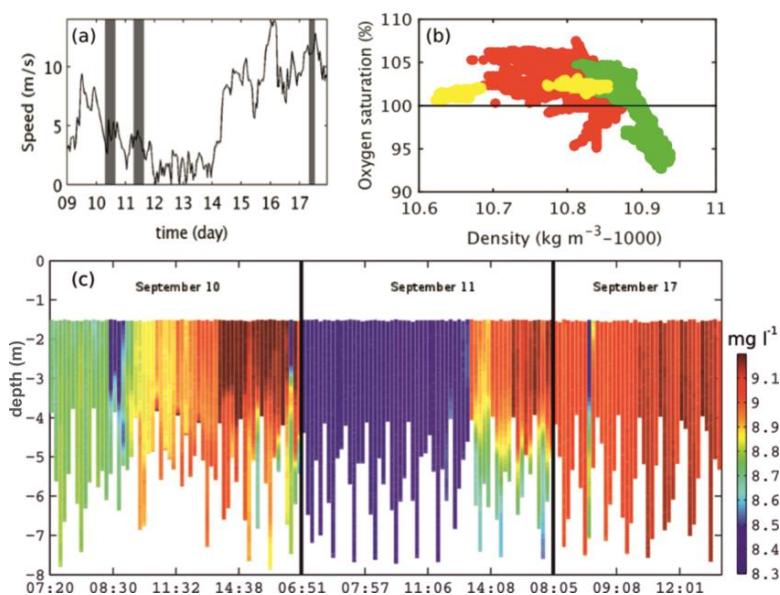 (a)
Speed (m/s)
10
5
0
09 10 11 12 13 14 15 16 17
time (day)
(b)
Oxygen saturation (%)
110
105
100
95
90
10.6 10.7 10.8 10.9 11
Density (kg m⁻³–1000)
(c)
September 10 September 11 September 17
depth (m)
0
−1
−2
−3
−4
−5
−6
−7
−8
07:20 08:30 11:32 14:38 06:51 07:57 11:06 14:08 08:05 09:08 12:01
mg l⁻¹
9.1
9
8.9
8.8
8.7
8.6
8.5
8.4
8.3